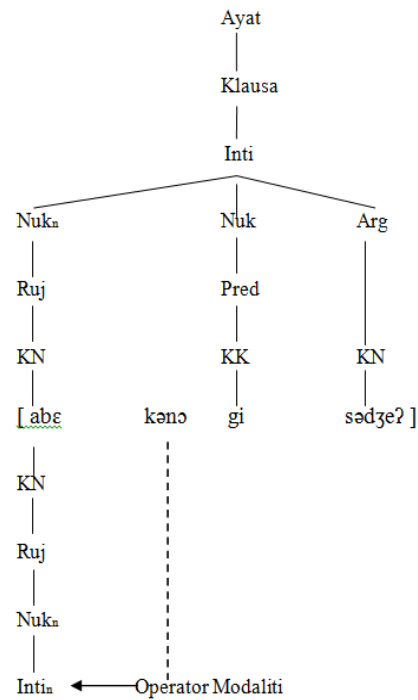 Ayat
Klausa
Inti
Nukₙ Nuk Arg
Ruj Pred
KN KK KN
[ abɛ kənɔ gi sədʒeʔ ]
KN
Ruj
Nukₙ
Intiₙ Operator Modaliti